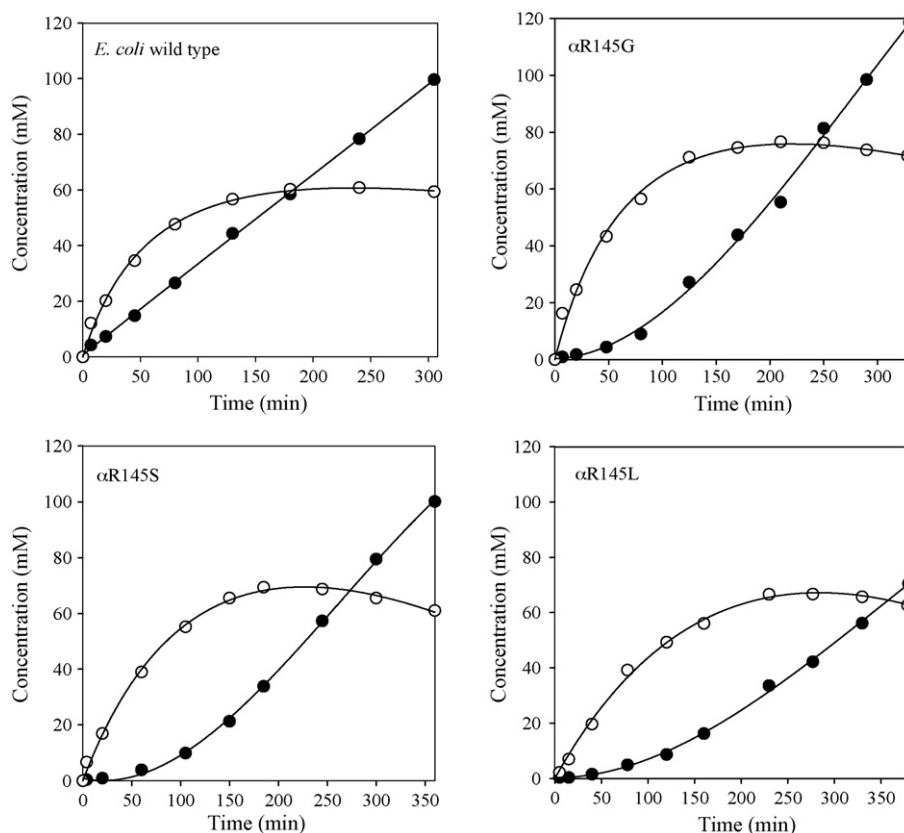 E. coli wild type
Concentration (mM)
120
100
80
60
40
20
0
0 50 100 150 200 250 300
Time (min)
αR145G
Concentration (mM)
120
100
80
60
40
20
0
0 50 100 150 200 250 300
Time (min)
αR145S
Concentration (mM)
120
100
80
60
40
20
0
0 50 100 150 200 250 300 350
Time (min)
αR145L
Concentration (mM)
120
100
80
60
40
20
0
0 50 100 150 200 250 300 350
Time (min)